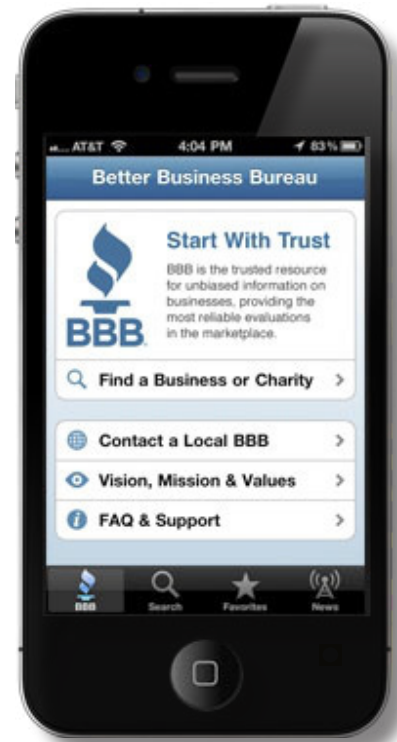 AT&T 4:04 PM 83%
Better Business Bureau
Start With Trust
BBB is the trusted resource
for unbiased information on
businesses, providing the
most reliable evaluations
in the marketplace.
BBB
Find a Business or Charity
Contact a Local BBB
Vision, Mission & Values
FAQ & Support
BBB Search Favorites News